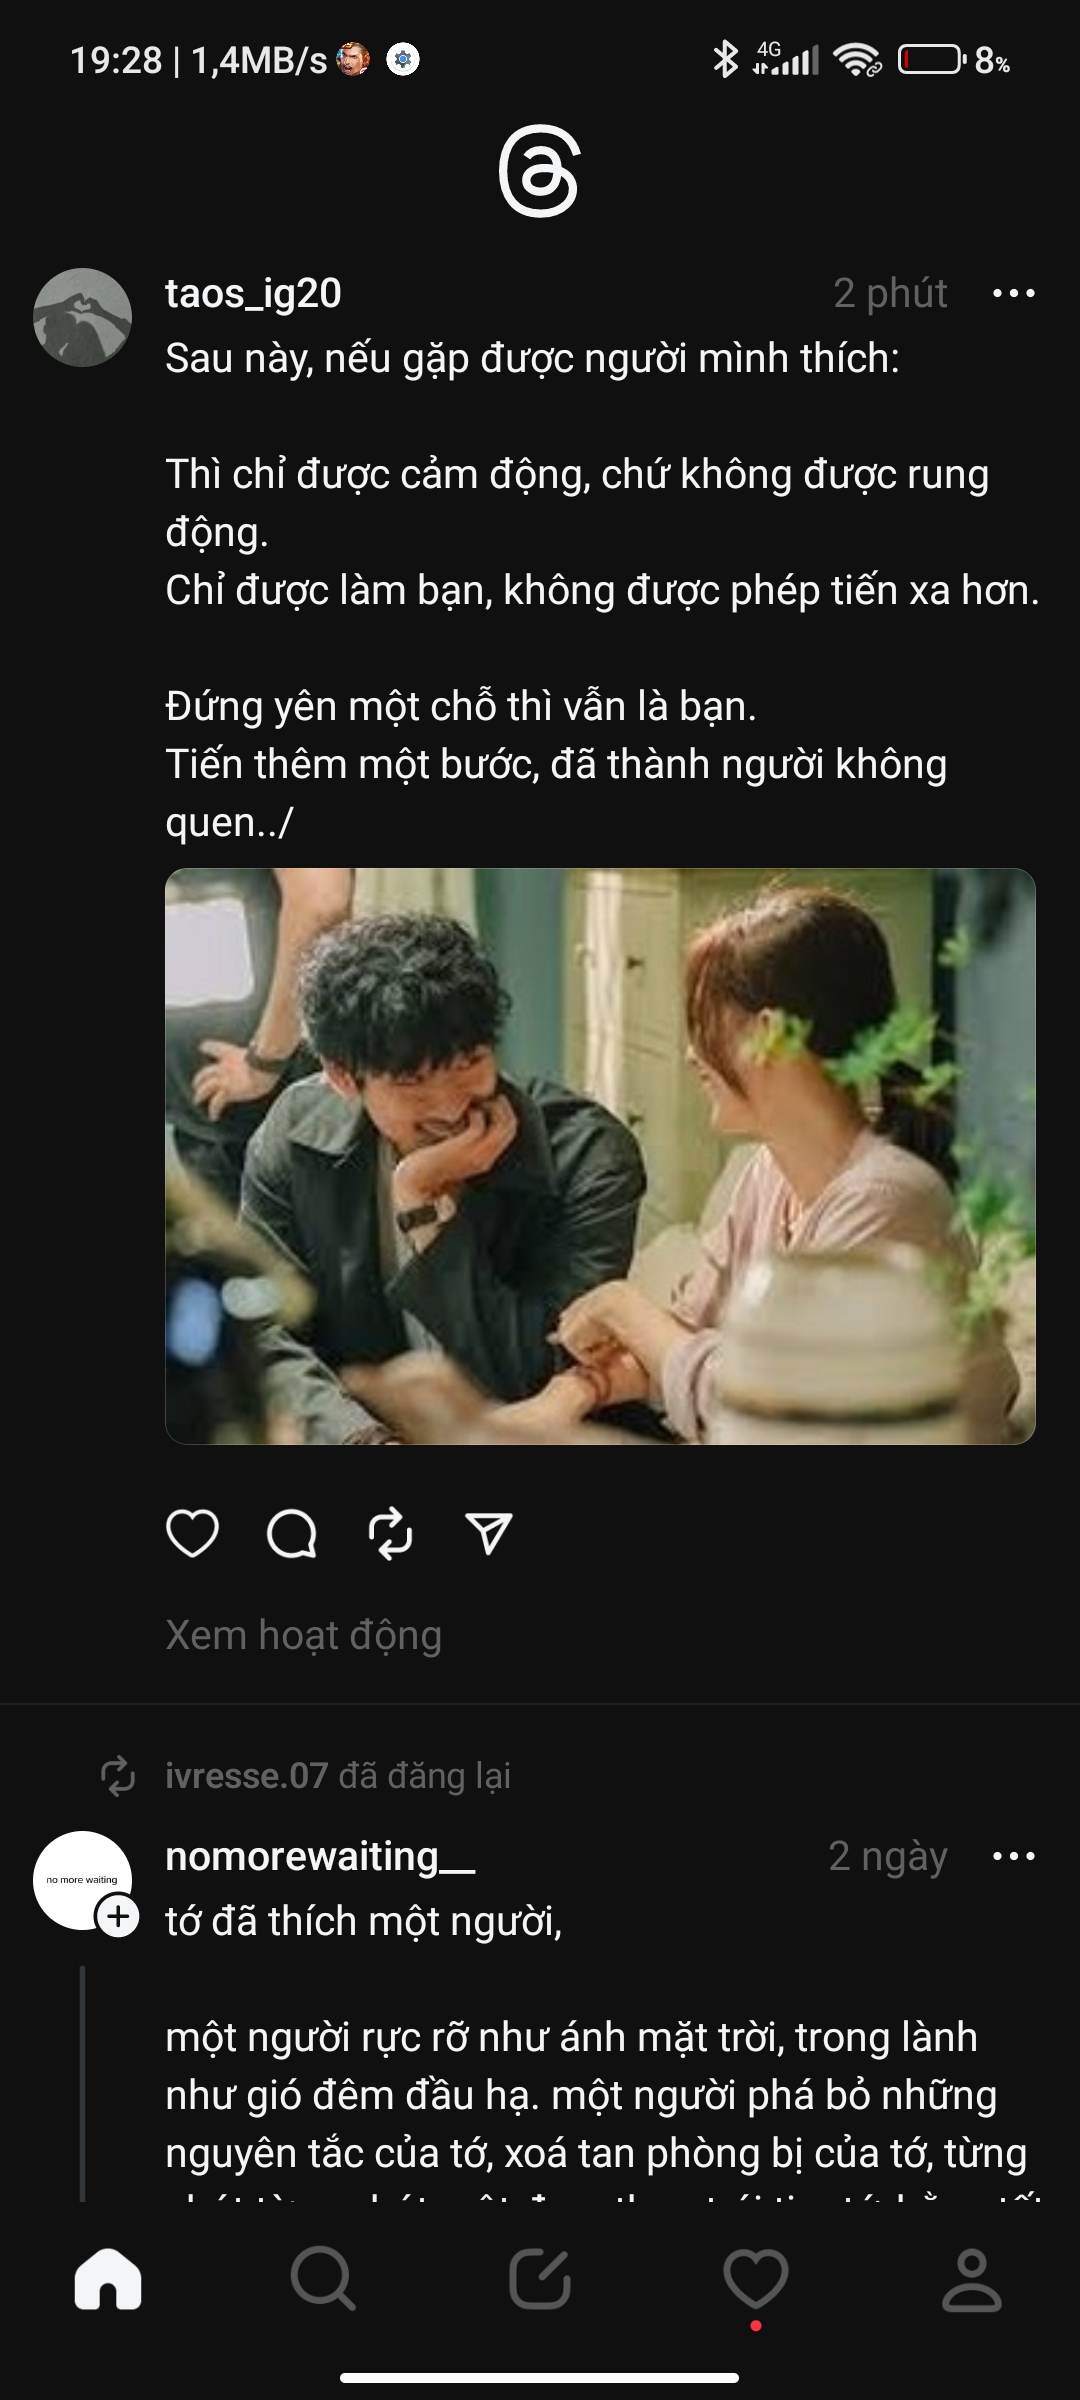 19:28 | 1,4MB/s
4G
8%
taos_ig20
2 phút
Sau này, nếu gặp được người mình thích:
Thì chỉ được cảm động, chứ không được rung
động.
Chỉ được làm bạn, không được phép tiến xa hơn.
Đứng yên một chỗ thì vẫn là bạn.
Tiến thêm một bước, đã thành người không
quen../
Xem hoạt động
ivresse.07 đã đăng lại
no more waiting
nomorewaiting__
2 ngày
tớ đã thích một người,
một người rực rỡ như ánh mặt trời, trong lành
như gió đêm đầu hạ. một người phá bỏ những
nguyên tắc của tớ, xoá tan phòng bị của tớ, từng